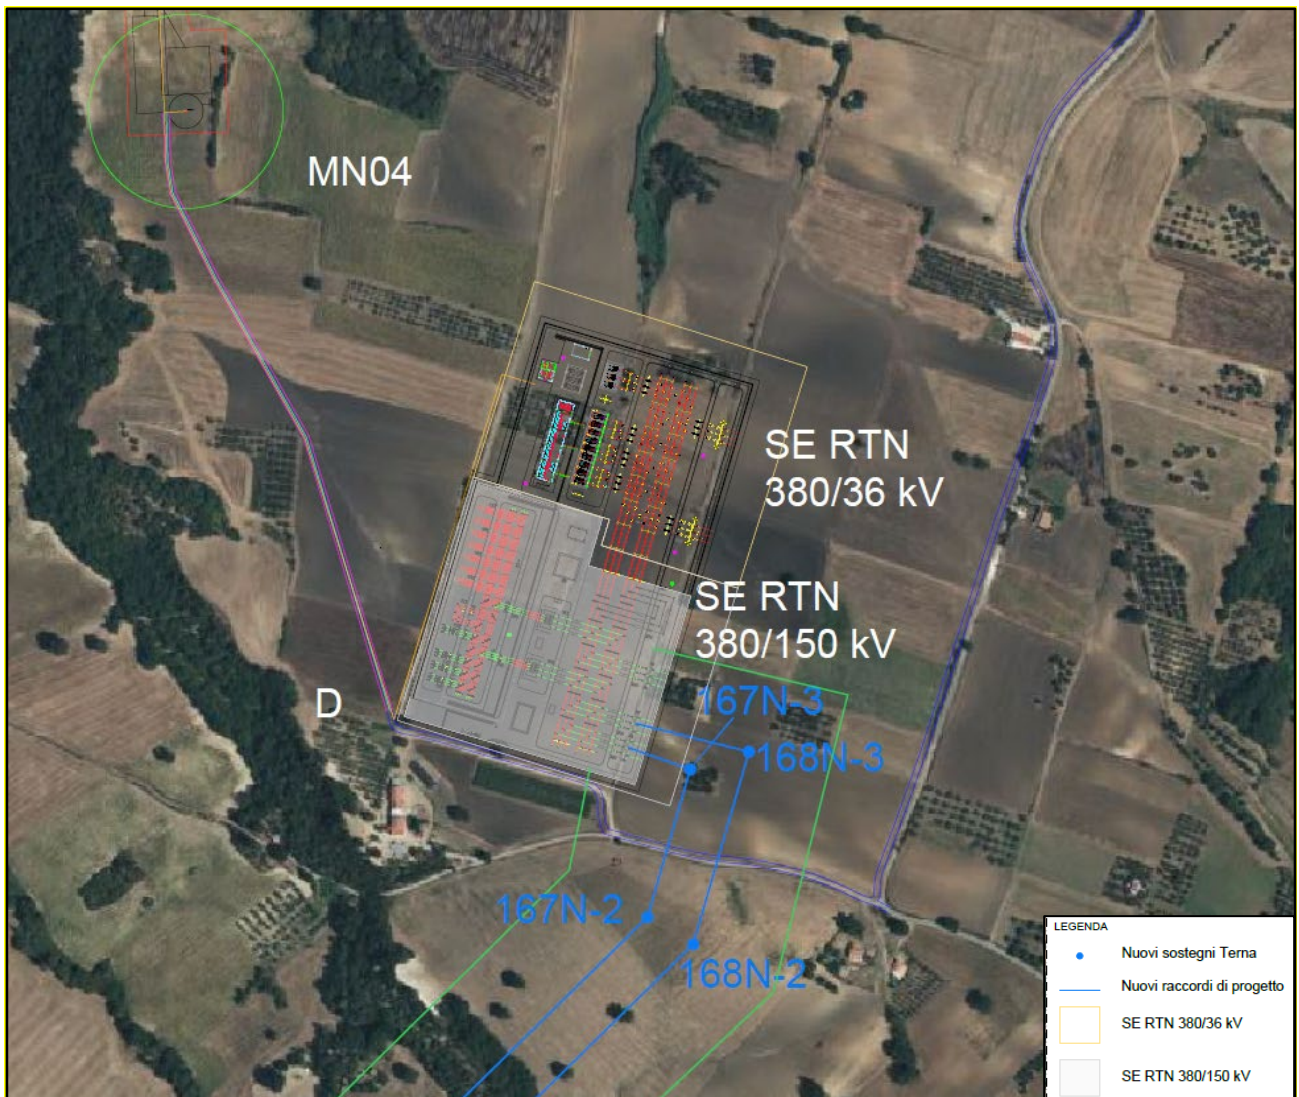 MN04
SE RTN
380/36 kV
SE RTN
380/150 kV
D
167N-3
168N-3
167N-2
168N-2
LEGENDA
Nuovi sostegni Terna
Nuovi raccordi di progetto
SE RTN 380/36 kV
SE RTN 380/150 kV